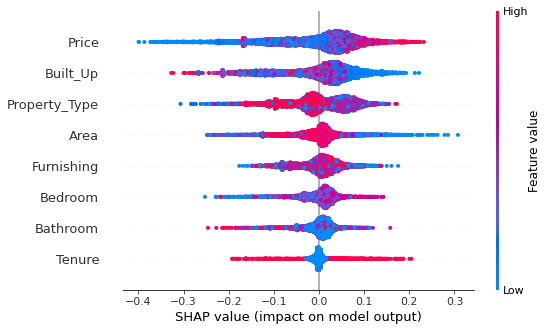 High
Price
Built_Up
Property_Type
Area
Furnishing
Bedroom
Bathroom
Tenure
Feature value
Low
−0.4 −0.3 −0.2 −0.1 0.0 0.1 0.2 0.3
SHAP value (impact on model output)